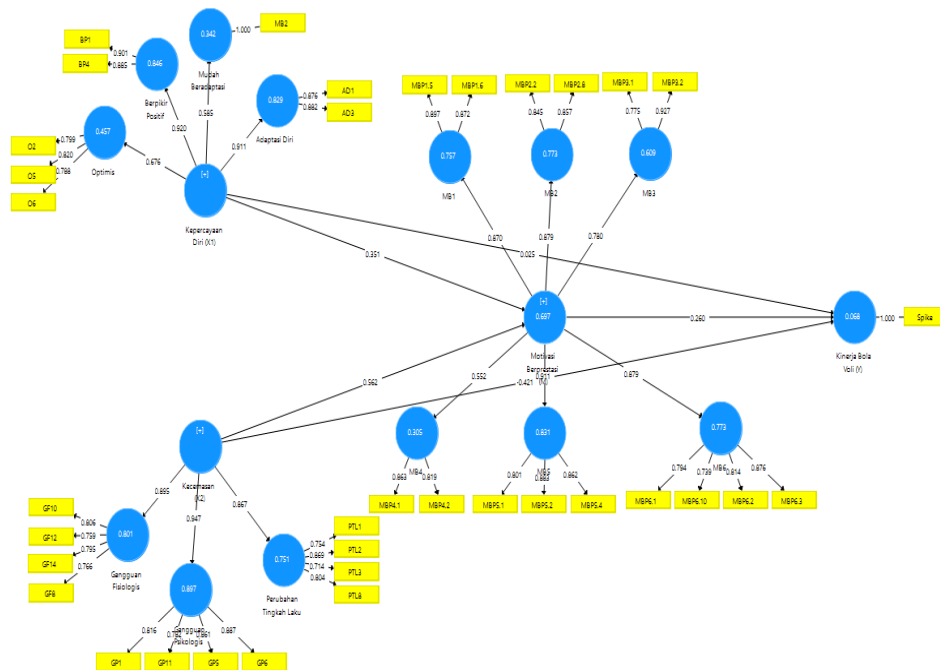 BP1
0.901
BP4
0.885
0.846
Berpikir
Positif
0.342
1.000
MB2
Mudah
Beradaptasi
0.585
0.920
0.829
0.876
AD1
0.882
AD3
Adaptasi Diri
0.911
0.457
0.799
O2
0.820
O5
0.788
O6
Optimis
0.676
[+]
Kepercayaan
Diri (X1)
MBP1.5
MBP1.6
0.897
0.872
0.757
MB1
MBP2.2
MBP2.8
0.845
0.857
0.773
MB2
MBP3.1
MBP3.2
0.775
0.927
0.609
MB3
0.870
0.879
0.780
0.351
0.025
[+]
0.697
Motivasi
Berprestasi
0.260
0.068
1.000
Spike
Kinerja Bola
Voli (Y)
0.562
-0.421
0.552
0.879
0.305
MB4
0.863
0.819
MBP4.1
MBP4.2
0.831
MB5
0.801
0.862
MBP5.1
MBP5.2
MBP5.4
0.773
MB6
0.794
0.739
0.814
0.876
MBP6.1
MBP6.10
MBP6.2
MBP6.3
[+]
Kecemasan
(X2)
0.895
0.947
0.867
GF10
0.806
GF12
0.759
GF14
0.795
GF8
0.766
0.801
Gangguan
Fisiologis
0.897
Gangguan
Psikologis
0.816
0.887
GP1
GP11
GP5
GP6
0.751
Perubahan
Tingkah Laku
0.754
PTL1
0.869
PTL2
0.714
PTL3
0.804
PTL8